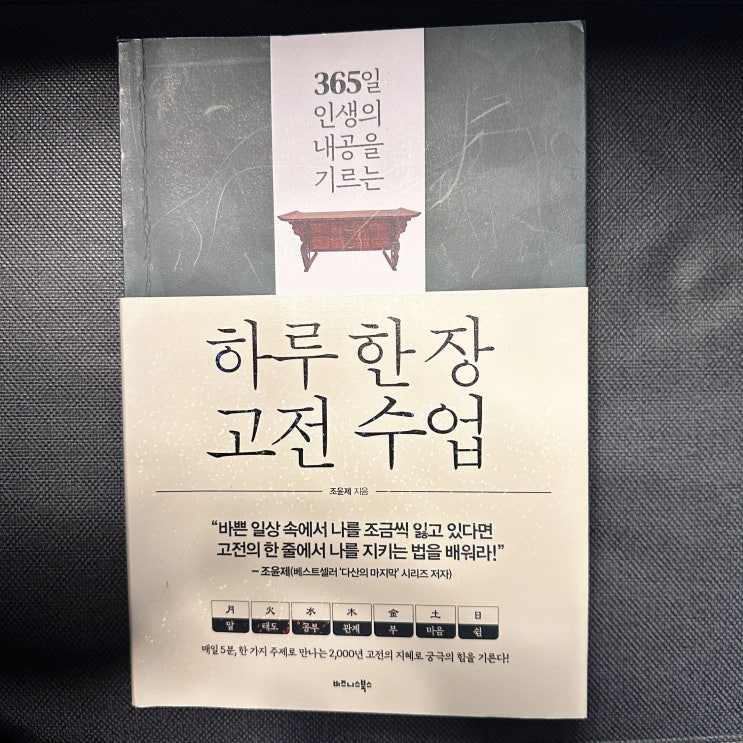 365일
인생의
내공을
기르는
하루 한 장
고전 수업
조윤제 지음
“바쁜 일상 속에서 나를 조금씩 잃고 있다면
고전의 한 줄에서 나를 지키는 법을 배워라!”
– 조윤제(베스트셀러 ‘다산의 마지막’ 시리즈 저자)
月 火 水 木 金 土 日
말 태도 공부 관계 부 마음 쉼
매일 5분, 한 가지 주제로 만나는 2,000년 고전의 지혜로 궁극의 힘을 기른다!
비즈니스북스